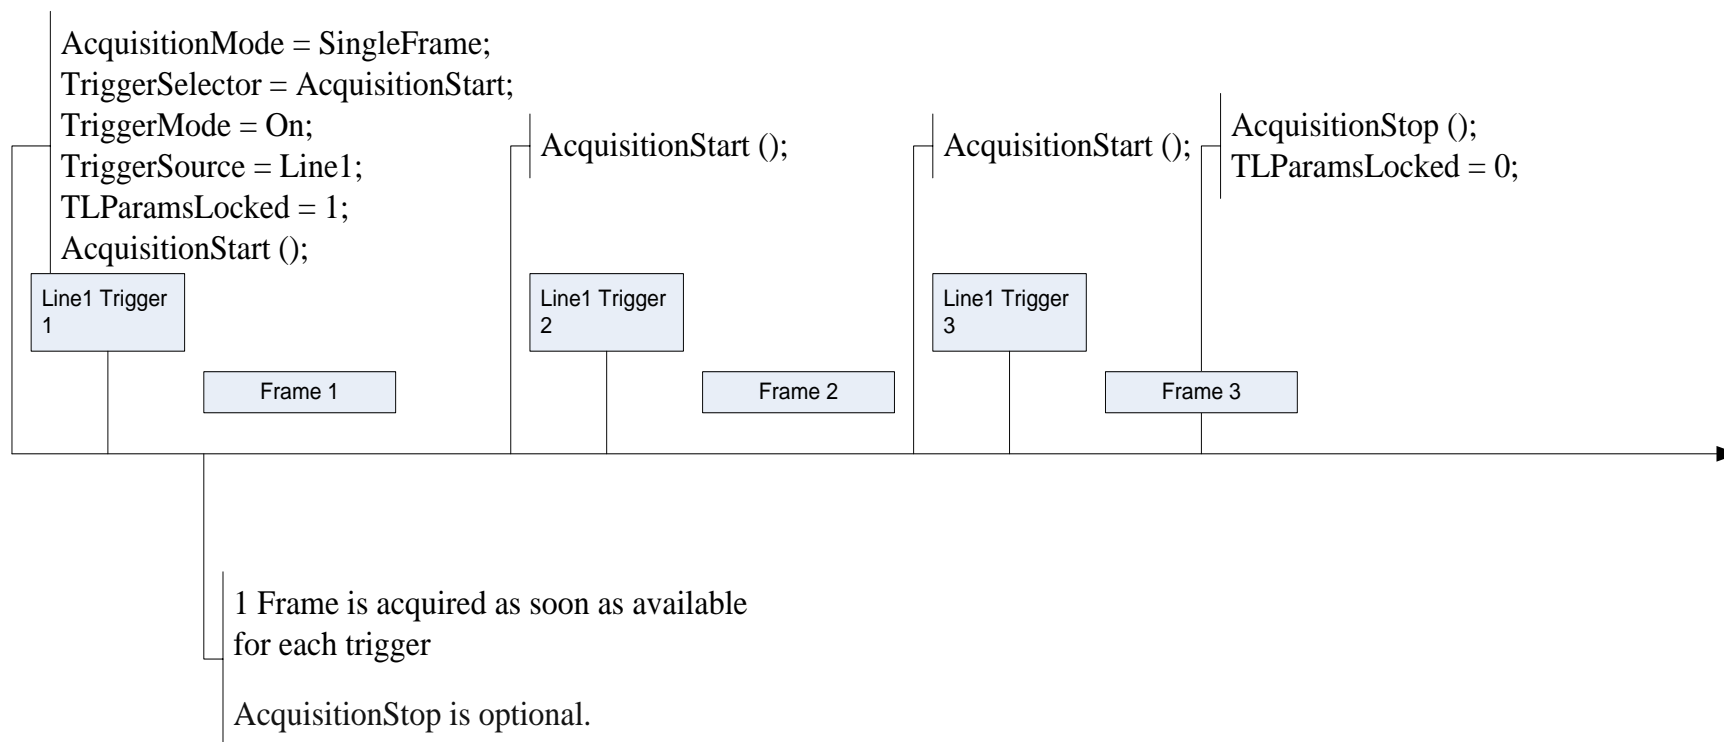 AcquisitionMode = SingleFrame;
TriggerSelector = AcquisitionStart;
TriggerMode = On;
TriggerSource = Line1;
TLParamsLocked = 1;
AcquisitionStart ();
AcquisitionStart ();
AcquisitionStart ();
AcquisitionStop ();
TLParamsLocked = 0;
Line1 Trigger
1
Line1 Trigger
2
Line1 Trigger
3
Frame 1
Frame 2
Frame 3
1 Frame is acquired as soon as available
for each trigger
AcquisitionStop is optional.